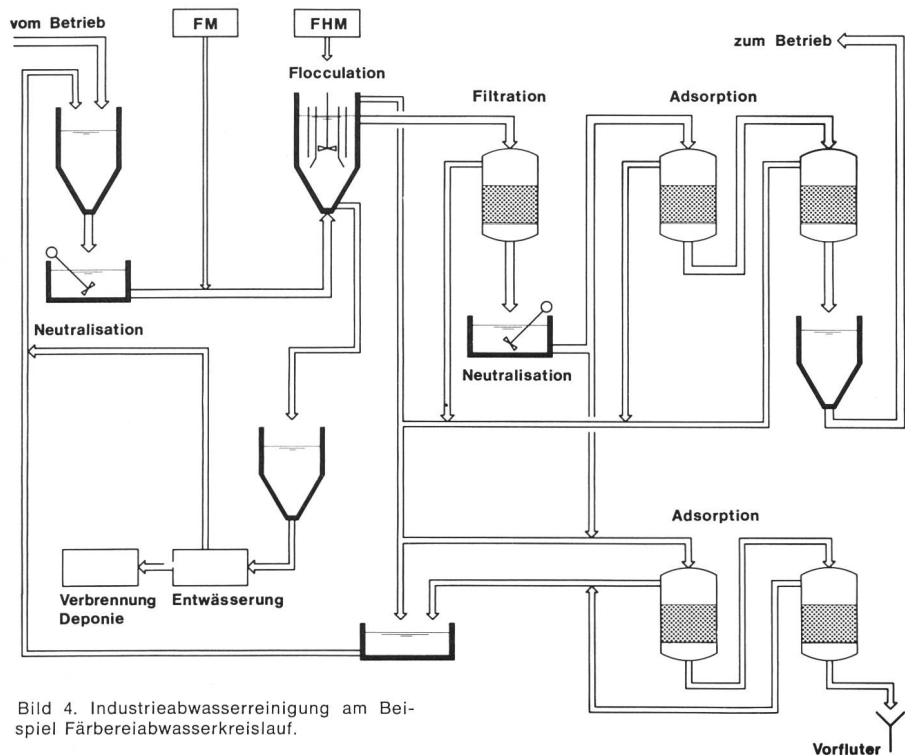 vom Betrieb
FM
FHM
zum Betrieb
Flocculation
Filtration
Adsorption
Neutralisation
Neutralisation
Adsorption
Verbrennung
Deponie
Entwässerung
Bild 4. Industrieabwasserreinigung am Bei-
spiel Färbereiabwasserkreislauf.
Vorfluter